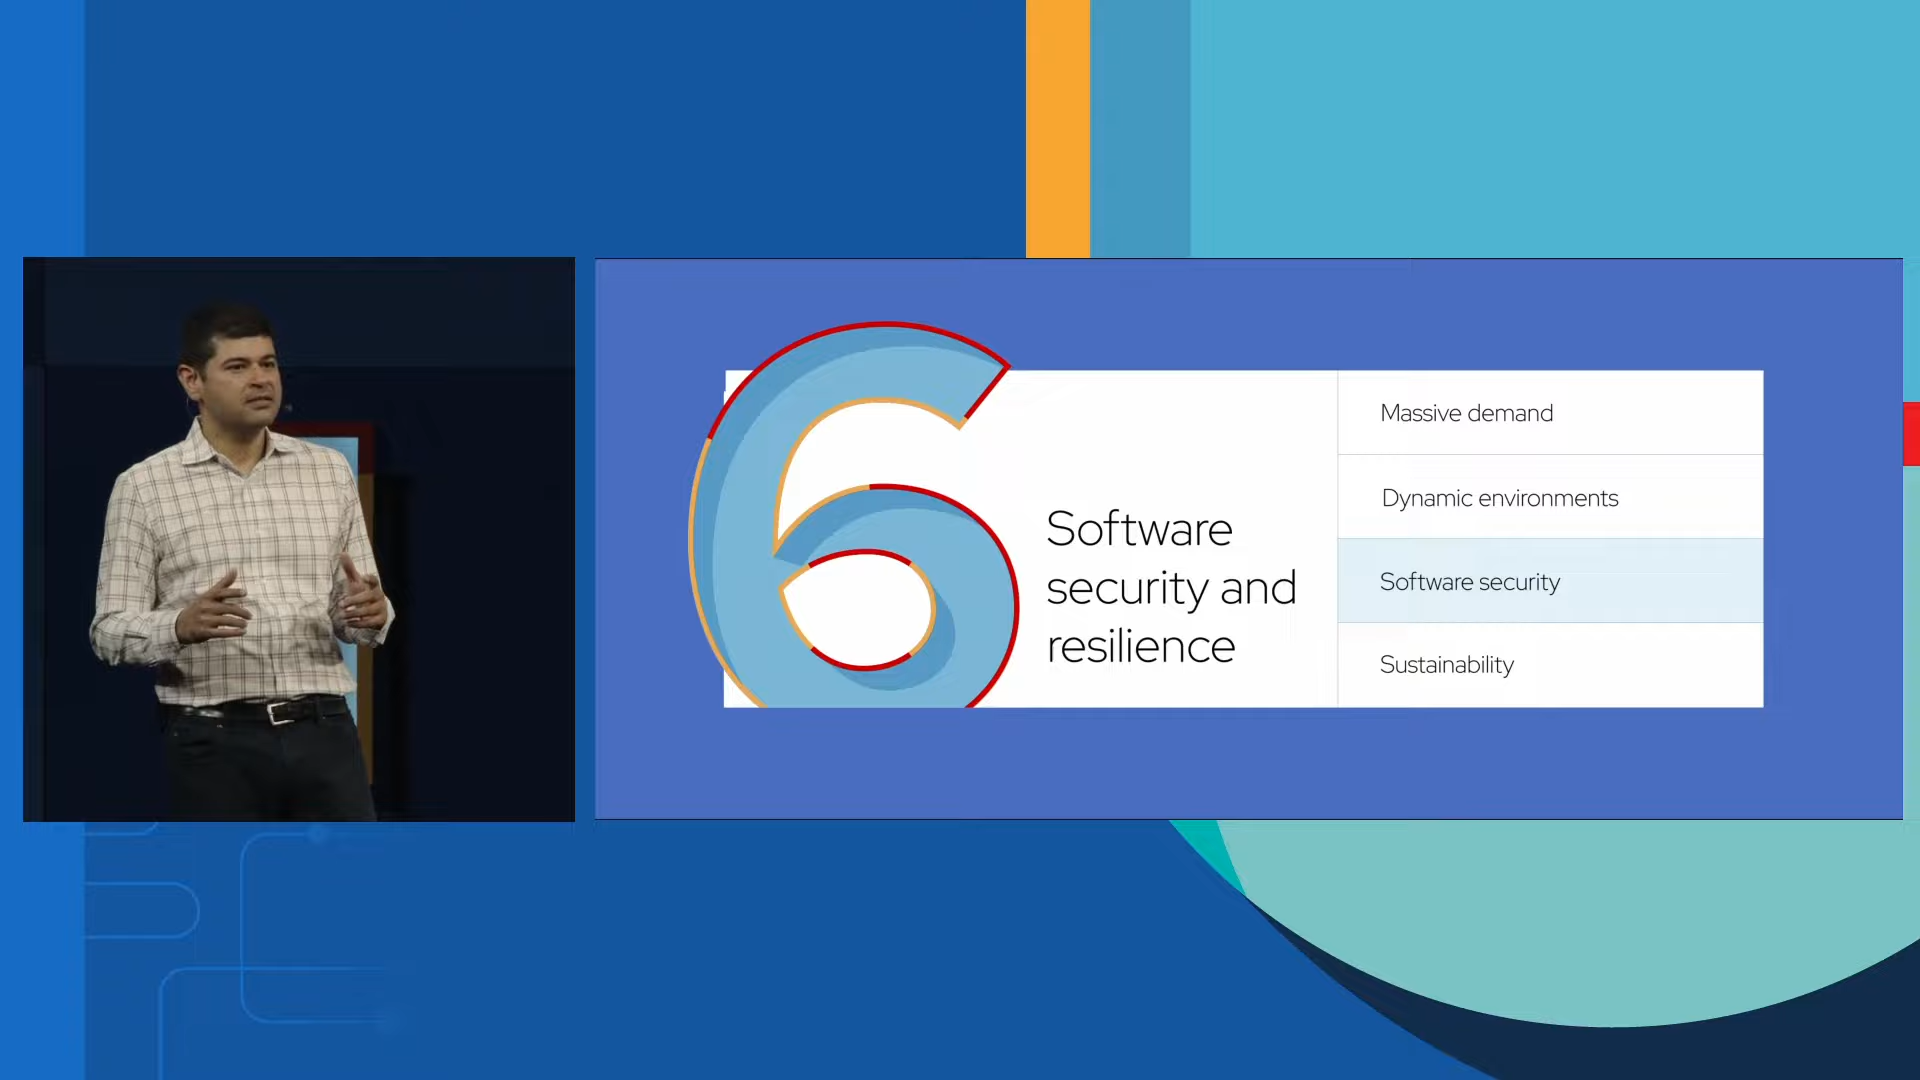 6
Software
security and
resilience
Massive demand
Dynamic environments
Software security
Sustainability